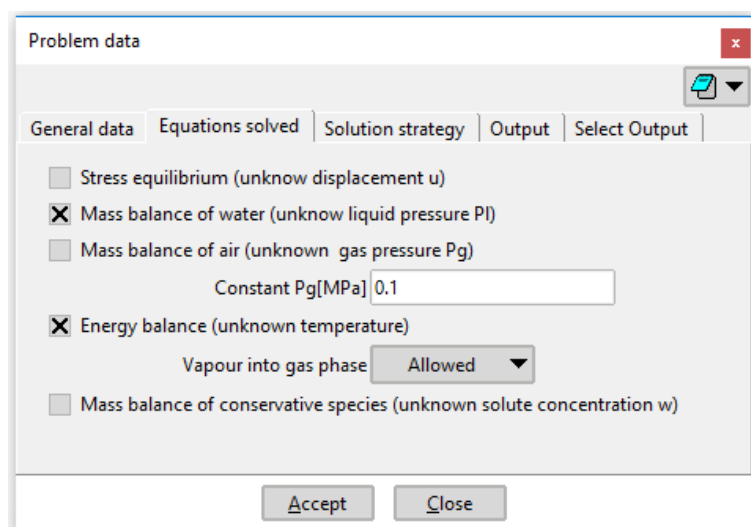 Problem data
x
General data Equations solved Solution strategy Output Select Output
Stress equilibrium (unknow displacement u)
Mass balance of water (unknow liquid pressure Pl)
Mass balance of air (unknown gas pressure Pg)
Constant Pg[MPa] 0.1
Energy balance (unknown temperature)
Vapour into gas phase Allowed
Mass balance of conservative species (unknown solute concentration w)
Accept Close